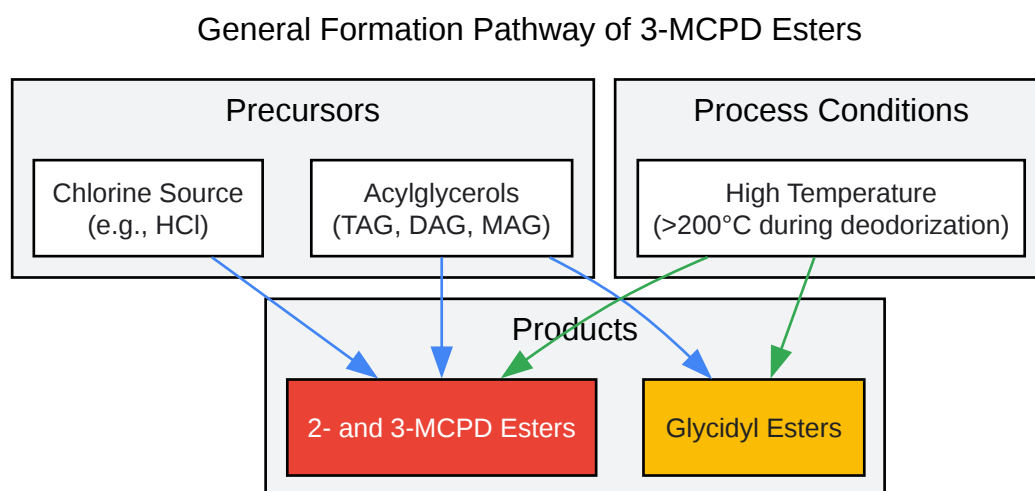 General Formation Pathway of 3-MCPD Esters
Precursors
Process Conditions
Chlorine Source
(e.g., HCl)
Acylglycerols
(TAG, DAG, MAG)
High Temperature
(>200°C during deodorization)
Products
2- and 3-MCPD Esters
Glycidyl Esters